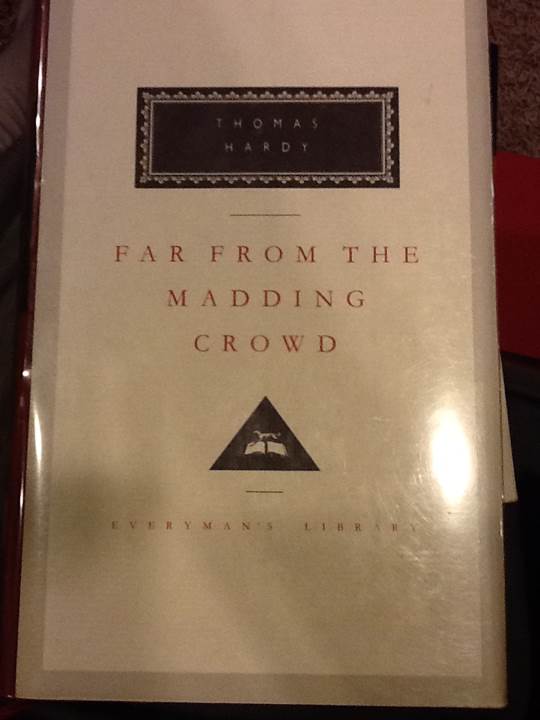 THOMAS
HARDY
FAR FROM THE
MADDING
CROWD
EVERYMAN'S LIBRARY